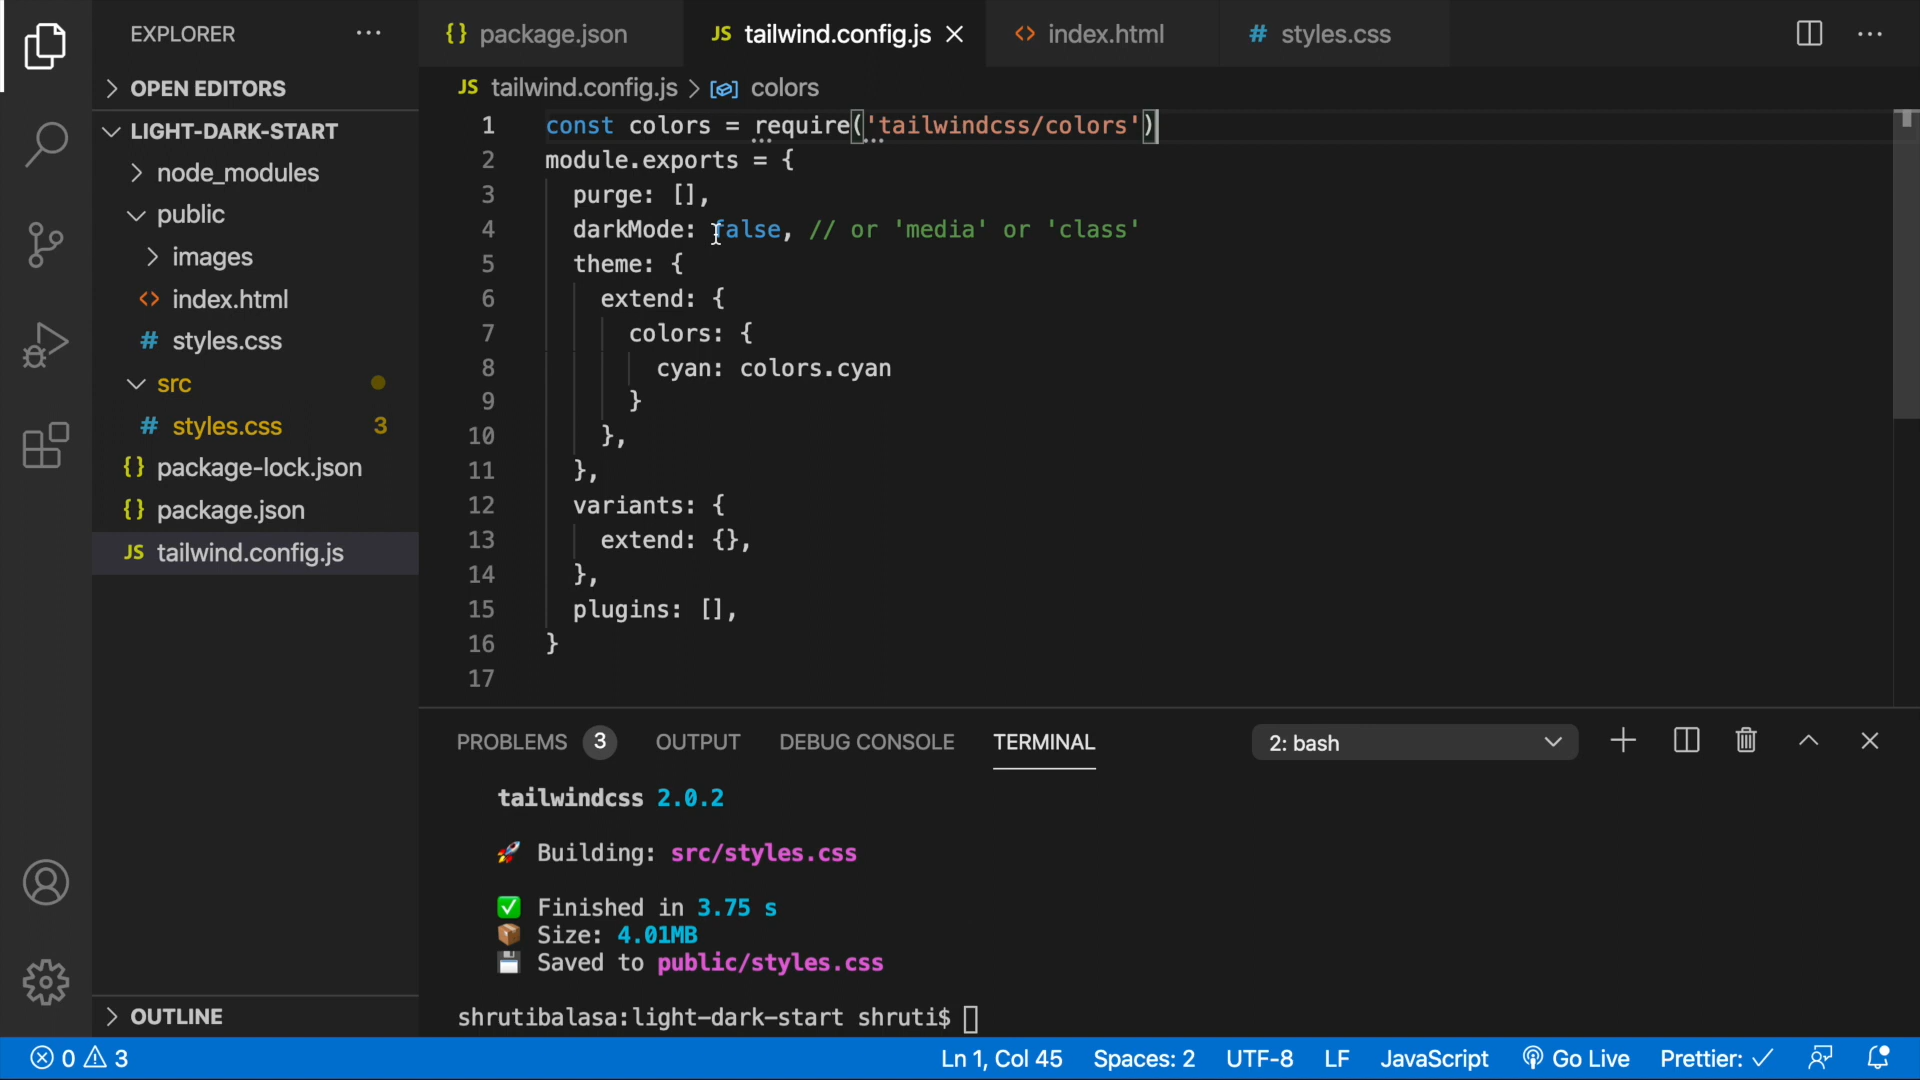 EXPLORER
OPEN EDITORS
LIGHT-DARK-START
node_modules
public
images
<> index.html
# styles.css
src
# styles.css 3
{} package-lock.json
{} package.json
JS tailwind.config.js
OUTLINE
{} package.json JS tailwind.config.js <> index.html # styles.css
JS tailwind.config.js > colors
1 const colors = require('tailwindcss/colors')
2 module.exports = {
3 purge: [],
4 darkMode: false, // or 'media' or 'class'
5 theme: {
6 extend: {
7 colors: {
8 cyan: colors.cyan
9 }
10 },
11 },
12 variants: {
13 extend: {},
14 },
15 plugins: [],
16 }
17
PROBLEMS 3 OUTPUT DEBUG CONSOLE TERMINAL 2: bash
tailwindcss 2.0.2
🚀 Building: src/styles.css
✅ Finished in 3.75 s
📦 Size: 4.01MB
💾 Saved to public/styles.css
shrutibalasa:light-dark-start shruti$
0 3 Ln 1, Col 45 Spaces: 2 UTF-8 LF JavaScript Go Live Prettier: ✓